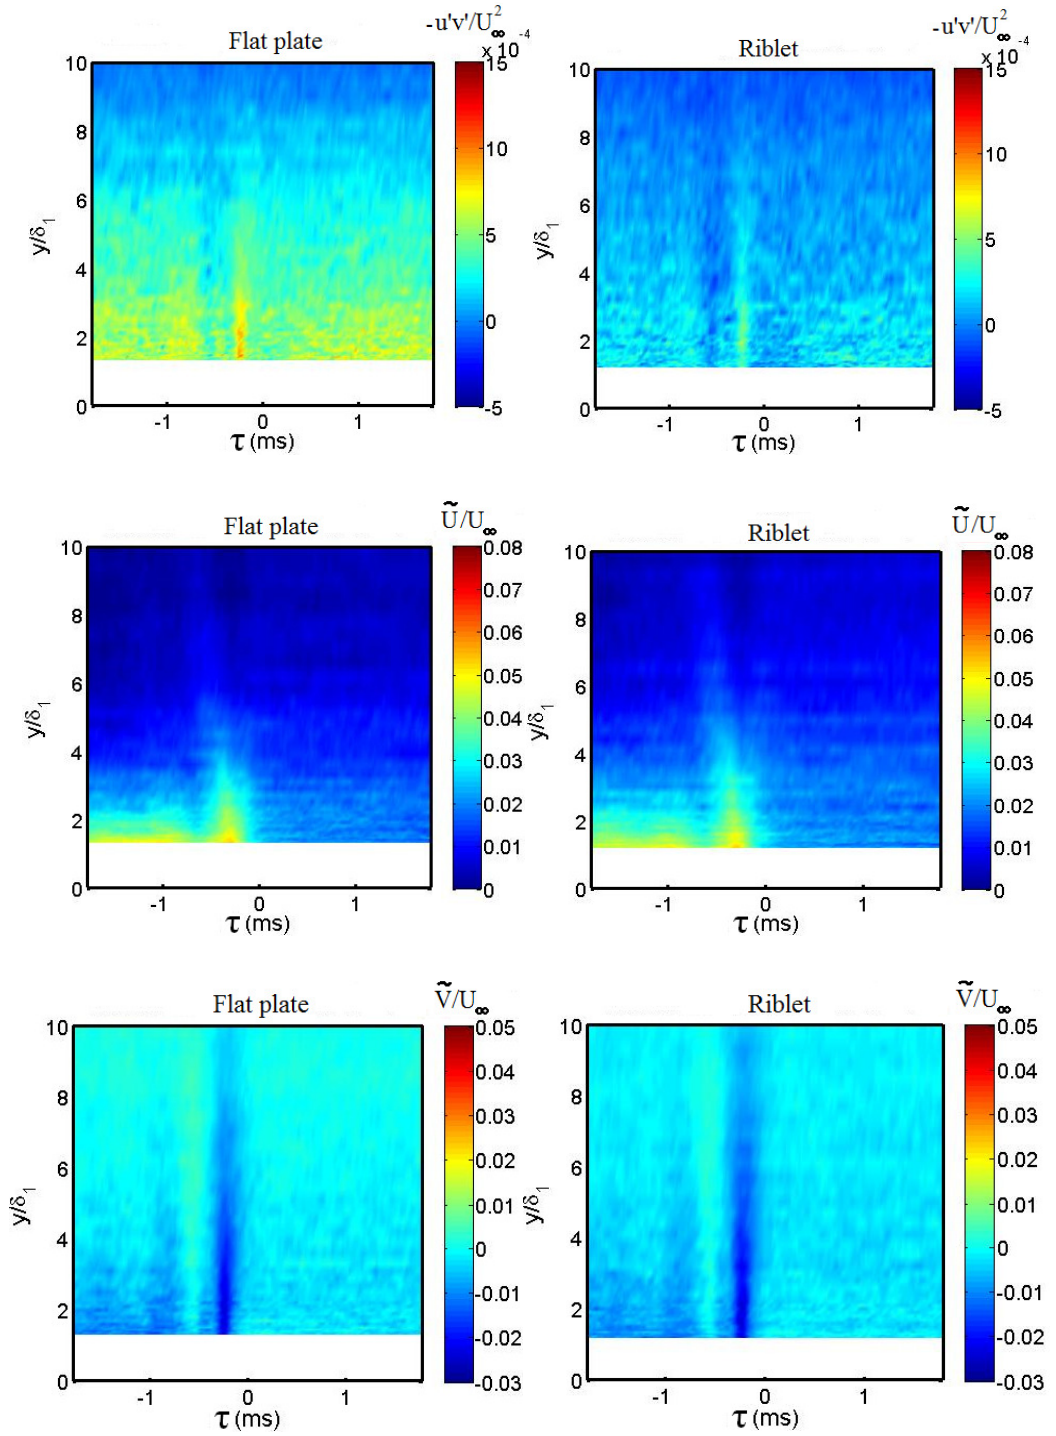 Flat plate
-u'v'/U∞²
x 10 -4
Riblet
-u'v'/U∞²
x 10 -4
10
8
6
4
2
0
y/δ1
-1 0 1
τ (ms)
15
10
5
0
-5
10
8
6
4
2
0
y/δ1
-1 0 1
τ (ms)
15
10
5
0
-5
Flat plate
Ũ/U∞
Riblet
Ũ/U∞
10
8
6
4
2
0
y/δ1
-1 0 1
τ (ms)
0.08
0.07
0.06
0.05
0.04
0.03
0.02
0.01
0
10
8
6
4
2
0
y/δ1
-1 0 1
τ (ms)
0.08
0.07
0.06
0.05
0.04
0.03
0.02
0.01
0
Flat plate
Ṽ/U∞
Riblet
Ṽ/U∞
10
8
6
4
2
0
y/δ1
-1 0 1
τ (ms)
0.05
0.04
0.03
0.02
0.01
0
-0.01
-0.02
-0.03
10
8
6
4
2
0
y/δ1
-1 0 1
τ (ms)
0.05
0.04
0.03
0.02
0.01
0
-0.01
-0.02
-0.03